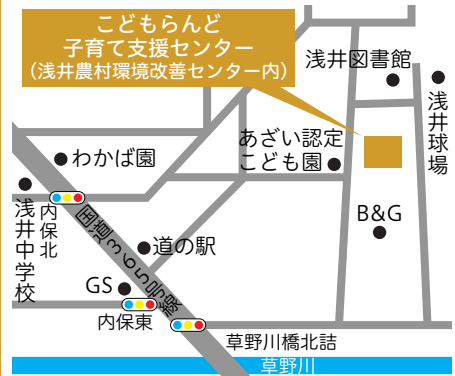 こどもらんど
子育て支援センター
(浅井農村環境改善センター内)
浅井図書館
浅井球場
あざい認定
こども園
わかば園
B&G
浅井中学校
内保北
国道365号線
道の駅
GS
内保東
草野川橋北詰
草野川